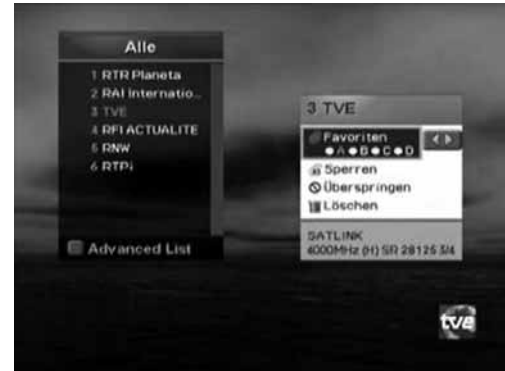 Alle
1 RTR Planeta
2 RAI Internatio..
3 TVE
4 RFI ACTUALITE
5 RNW
6 RTPi
Advanced List
3 TVE
Favoriten
A B C D
Sperren
Überspringen
Löschen
SATLINK
4000MHz (H) SR 28125 3/4
tve